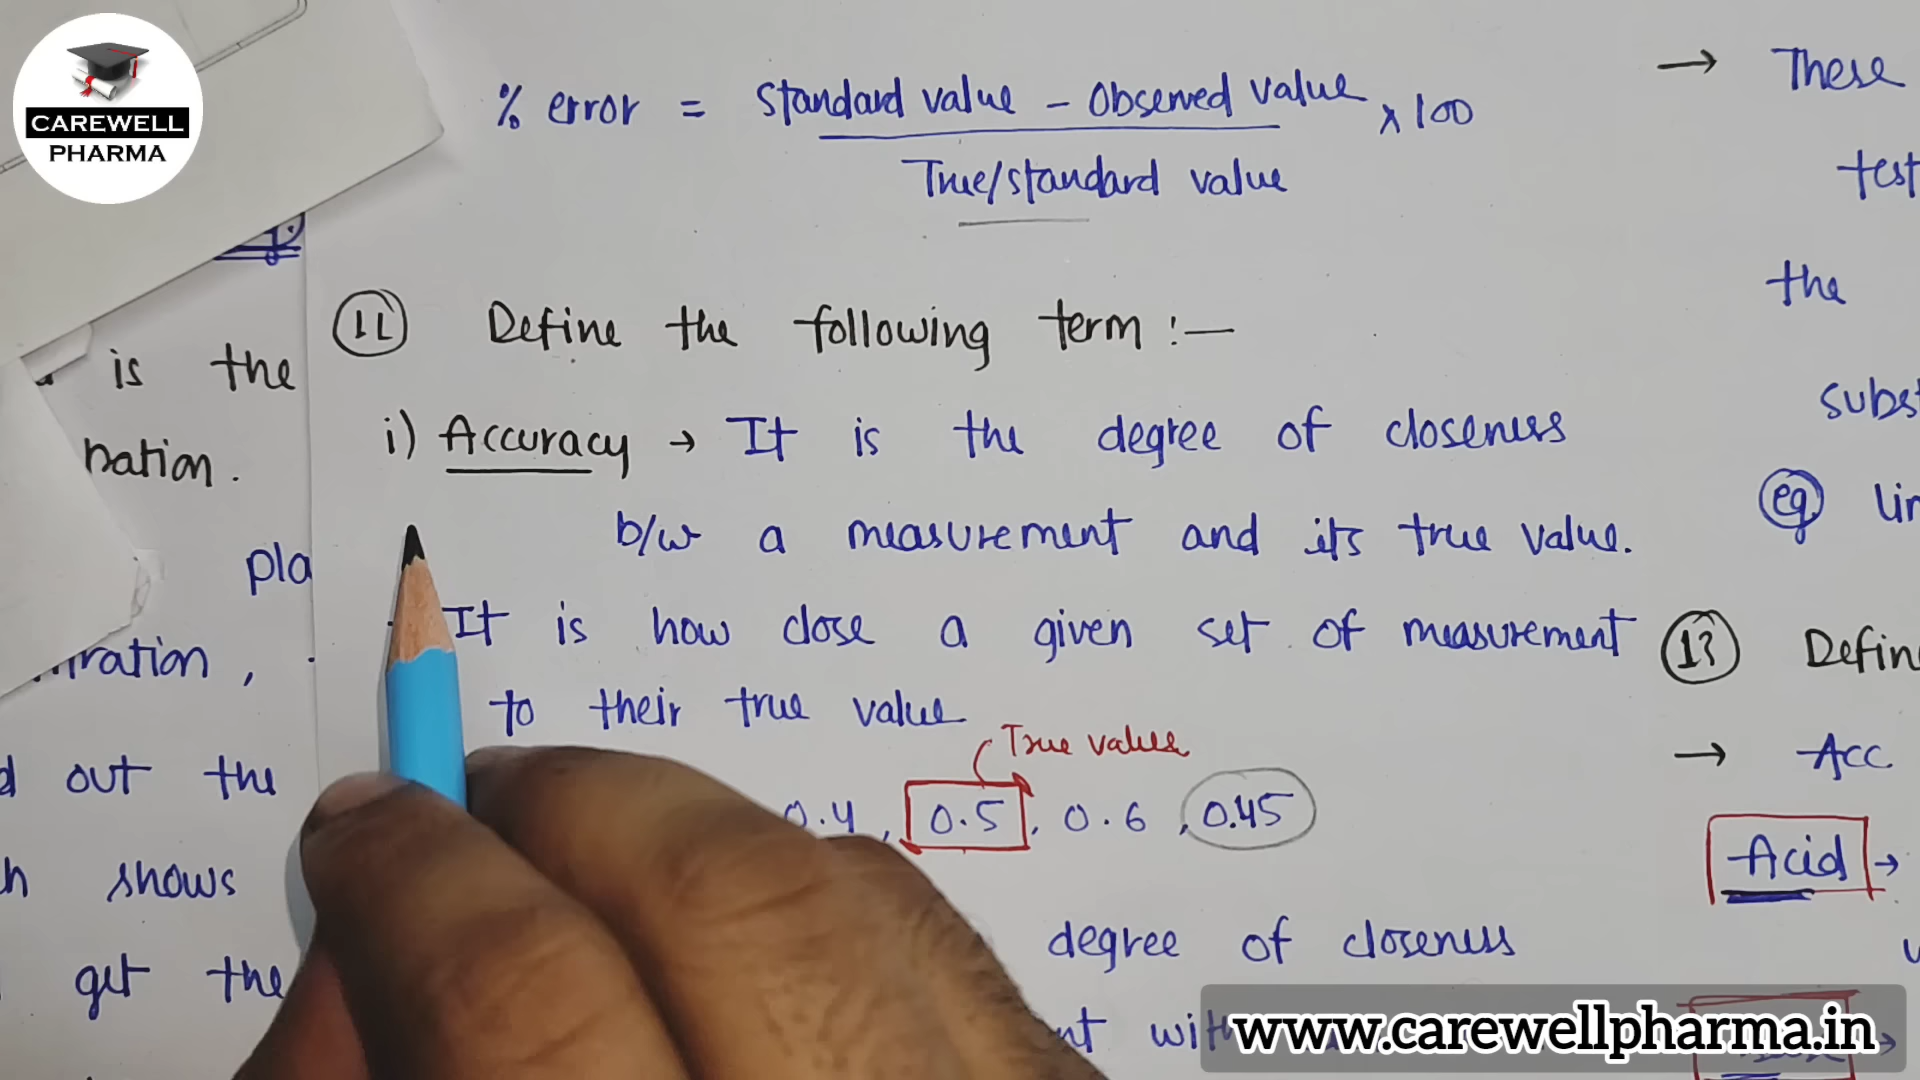 CAREWELL
PHARMA
% error = Standard value - Observed value × 100
True/standard value
11 Define the following term :—
i) Accuracy → It is the degree of closeness
b/w a measurement and its true value.
It is how close a given set of measurement
to their true value
True value
0.4, 0.5, 0.6, 0.45
degree of closeness
is the
nation.
pla
out the
shows
get the
→ These
test
the
subst
eg.
13 Defin
→ Acc
Acid →
www.carewellpharma.in